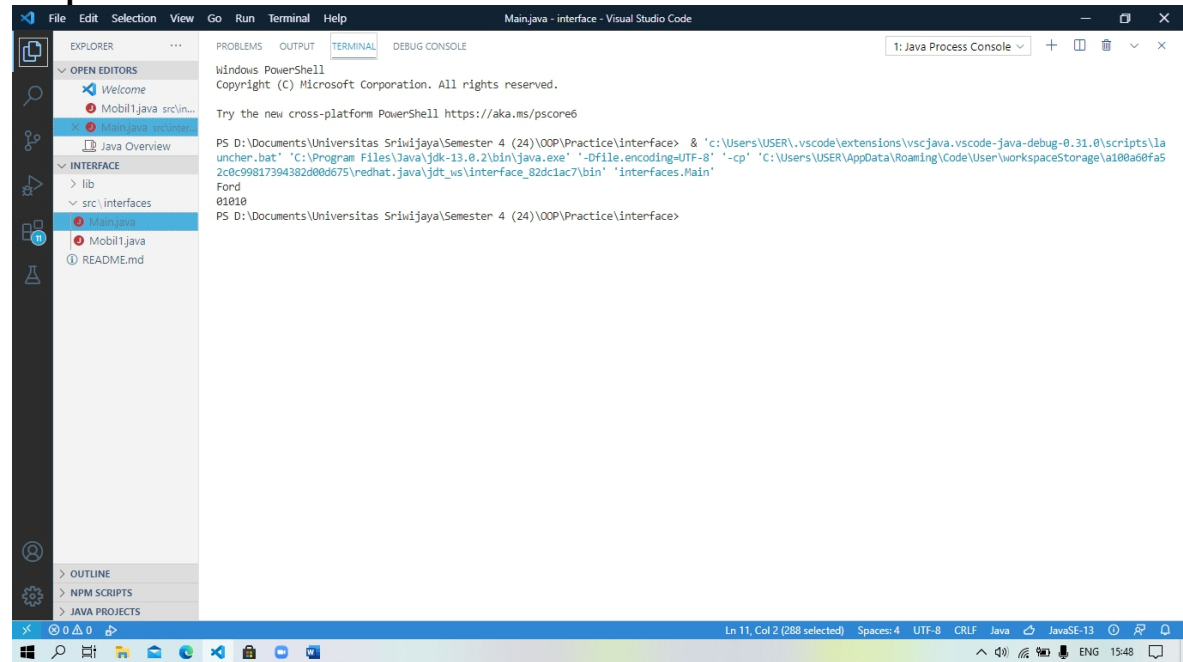 File Edit Selection View Go Run Terminal Help Main.java - interface - Visual Studio Code
EXPLORER
OPEN EDITORS
Welcome
Mobil1.java src\in...
Main.java src\inter...
Java Overview
INTERFACE
lib
src\interfaces
Main.java
Mobil1.java
README.md
OUTLINE
NPM SCRIPTS
JAVA PROJECTS
11
PROBLEMS OUTPUT TERMINAL DEBUG CONSOLE 1: Java Process Console
Windows PowerShell
Copyright (C) Microsoft Corporation. All rights reserved.
Try the new cross-platform PowerShell https://aka.ms/pscore6
PS D:\Documents\Universitas Sriwijaya\Semester 4 (24)\OOP\Practice\interface> & 'c:\Users\USER\.vscode\extensions\vscjava.vscode-java-debug-0.31.0\scripts\la
uncher.bat' 'C:\Program Files\Java\jdk-13.0.2\bin\java.exe' '-Dfile.encoding=UTF-8' '-cp' 'C:\Users\USER\AppData\Roaming\Code\User\workspaceStorage\a100a60fa5
2c0c99817394382d00d675\redhat.java\jdt_ws\interface_82dc1ac7\bin' 'interfaces.Main'
Ford
01010
PS D:\Documents\Universitas Sriwijaya\Semester 4 (24)\OOP\Practice\interface>
0 0 Ln 11, Col 2 (288 selected) Spaces: 4 UTF-8 CRLF Java JavaSE-13
ENG 15:48